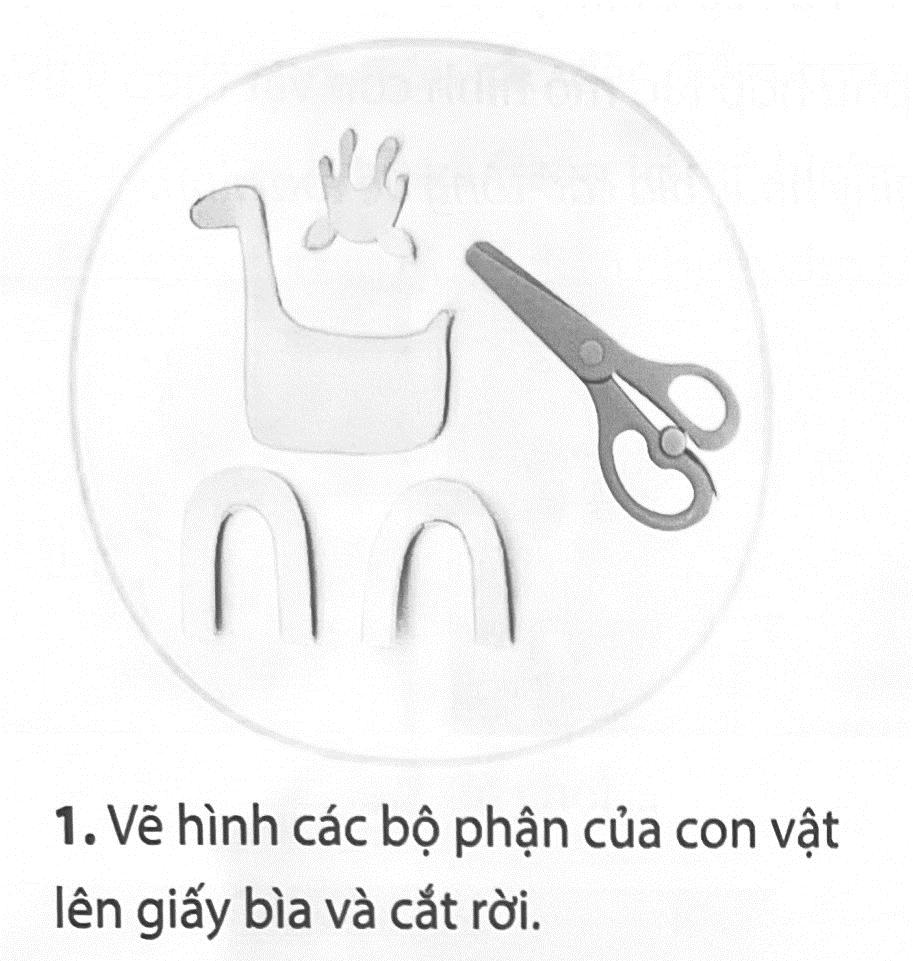 1. Vẽ hình các bộ phận của con vật
lên giấy bìa và cắt rời.